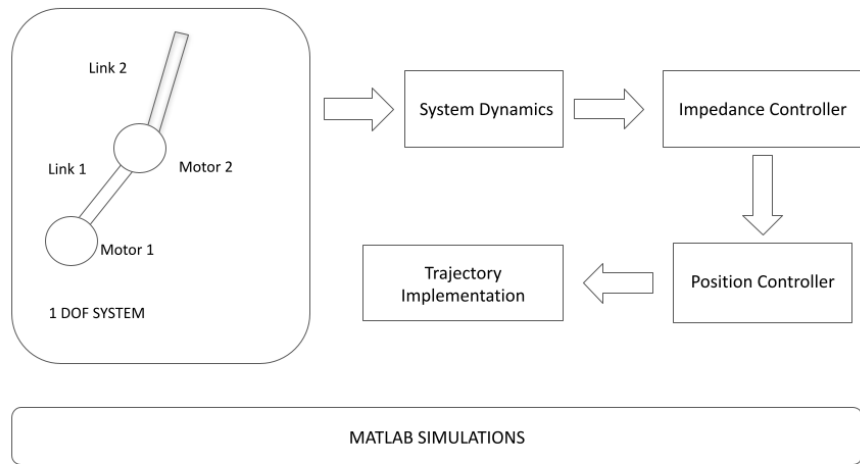 Link 2
Link 1
Motor 2
Motor 1
1 DOF SYSTEM
System Dynamics
Impedance Controller
Position Controller
Trajectory
Implementation
MATLAB SIMULATIONS